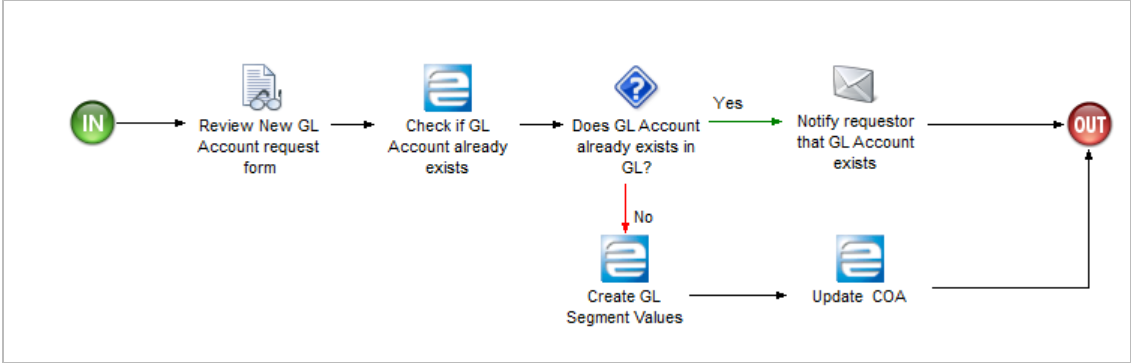 IN
Review New GL
Account request
form
Check if GL
Account already
exists
?
Does GL Account
already exists in
GL?
Yes
Notify requestor
that GL Account
exists
OUT
No
Create GL
Segment Values
Update COA